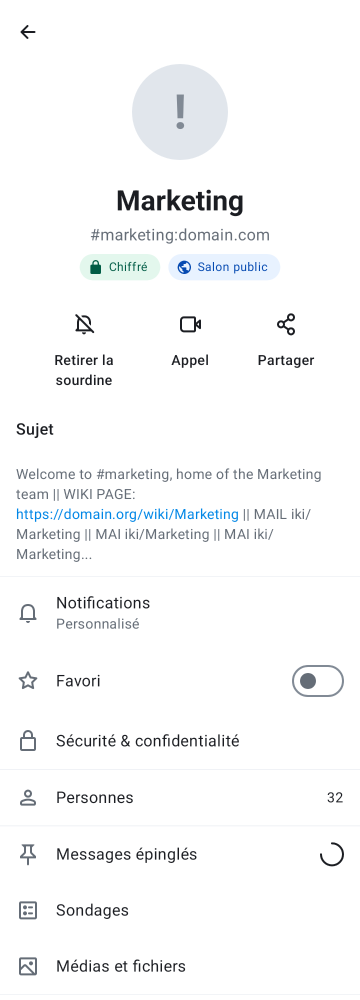 !
Marketing
#marketing:domain.com
Chiffré
Salon public
Retirer la
sourdine
Appel
Partager
Sujet
Welcome to #marketing, home of the Marketing
team || WIKI PAGE:
https://domain.org/wiki/Marketing || MAIL iki/
Marketing || MAI iki/Marketing || MAI iki/
Marketing...
Notifications
Personnalisé
Favori
Sécurité & confidentialité
Personnes 32
Messages épinglés
Sondages
Médias et fichiers